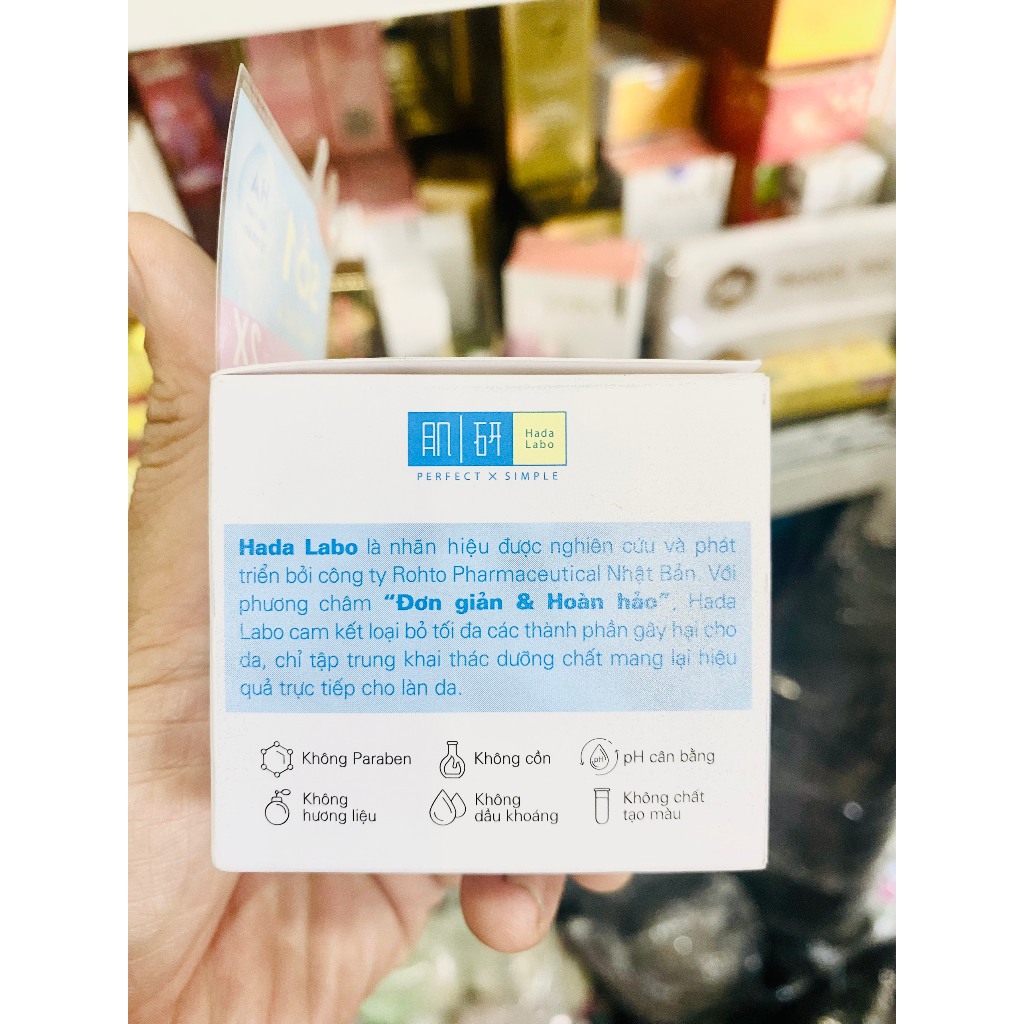 SỐ 1
2X
肌 研
Hada
Labo
PERFECT X SIMPLE
Hada Labo là nhãn hiệu được nghiên cứu và phát
triển bởi công ty Rohto Pharmaceutical Nhật Bản. Với
phương châm “Đơn giản & Hoàn hảo”, Hada
Labo cam kết loại bỏ tối đa các thành phần gây hại cho
da, chỉ tập trung khai thác dưỡng chất mang lại hiệu
quả trực tiếp cho làn da.
Không Paraben
Không cồn
pH
pH cân bằng
Không
hương liệu
Không
dầu khoáng
Không chất
tạo màu